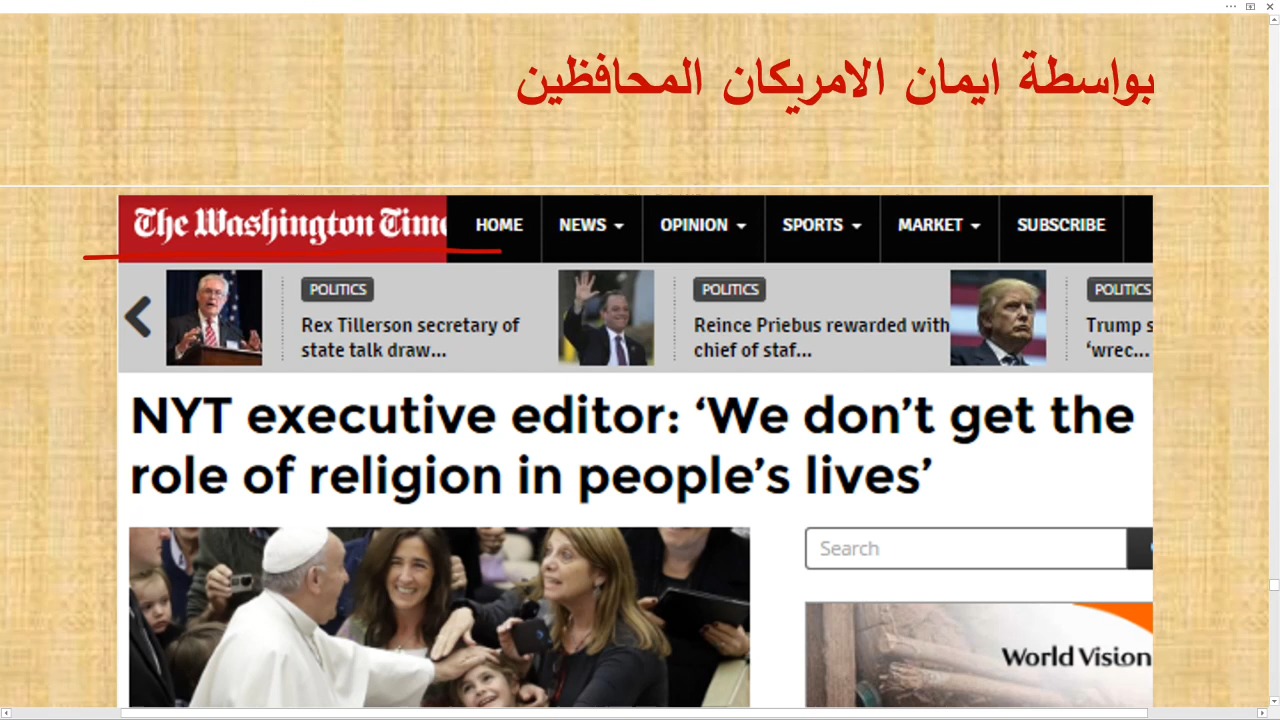 بواسطة ايمان الامريكان المحافظين
The Washington Time
HOME
NEWS
OPINION
SPORTS
MARKET
SUBSCRIBE
POLITICS
Rex Tillerson secretary of
state talk draw...
POLITICS
Reince Priebus rewarded with
chief of staf...
POLITICS
Trump s
‘wrec...
NYT executive editor: ‘We don’t get the
role of religion in people’s lives’
Search
World Vision